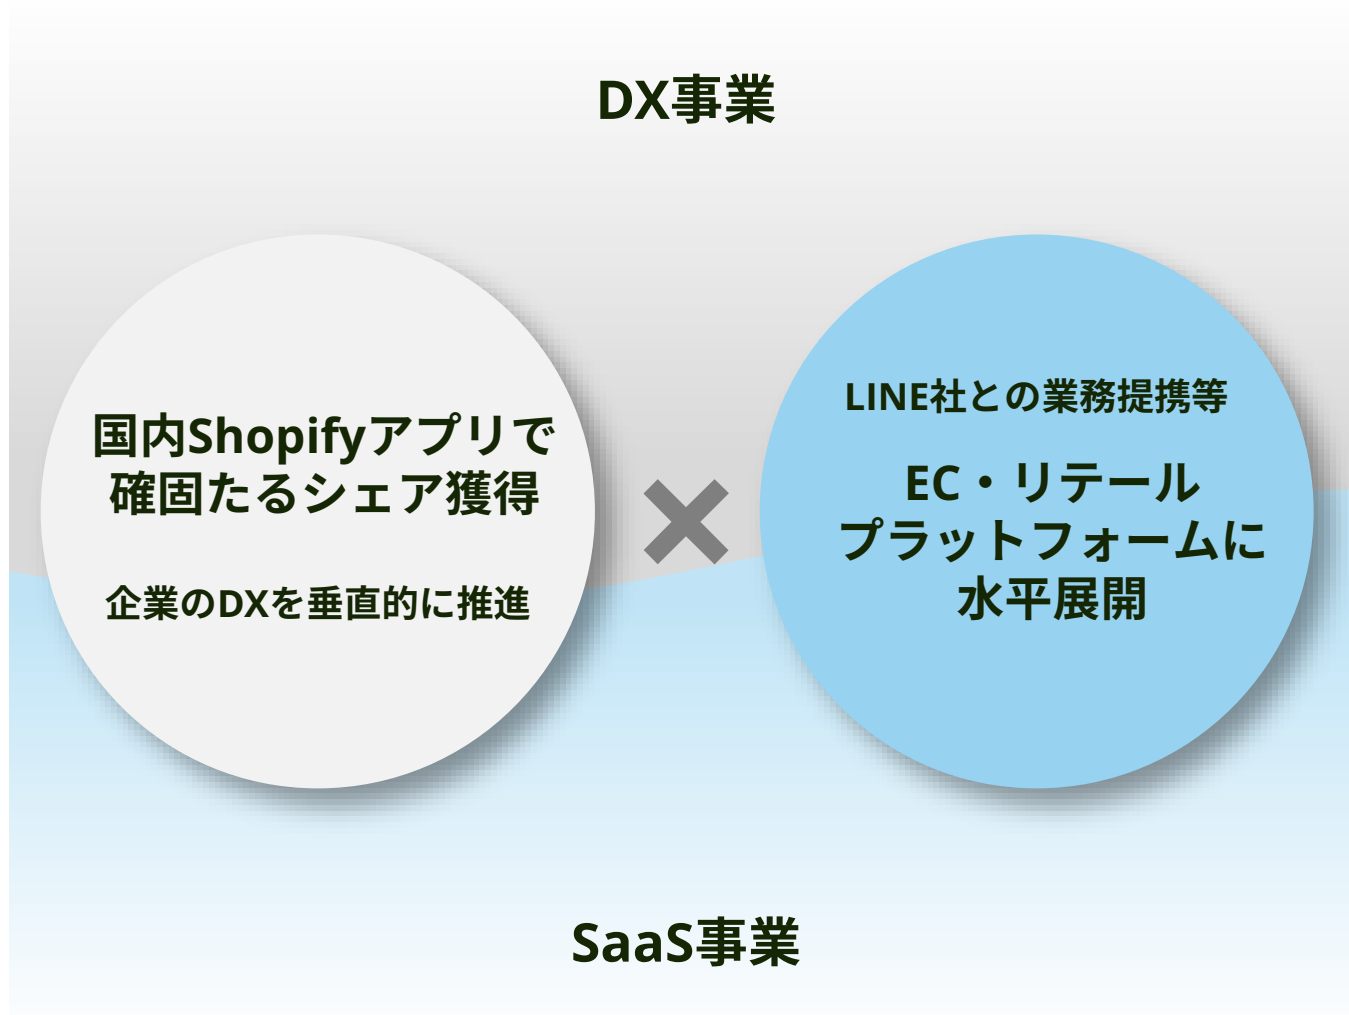 DX事業
国内Shopifyアプリで
確固たるシェア獲得
企業のDXを垂直的に推進
×
LINE社との業務提携等
EC・リテール
プラットフォームに
水平展開
SaaS事業